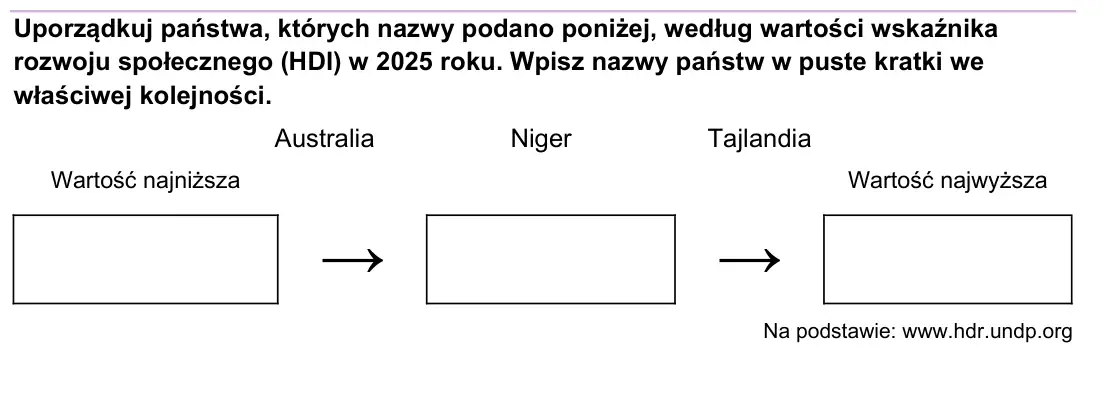 Uporządkuj państwa, których nazwy podano poniżej, według wartości wskaźnika
rozwoju społecznego (HDI) w 2025 roku. Wpisz nazwy państw w puste kratki we
właściwej kolejności.
Australia Niger Tajlandia
Wartość najniższa Wartość najwyższa
→ →
Na podstawie: www.hdr.undp.org